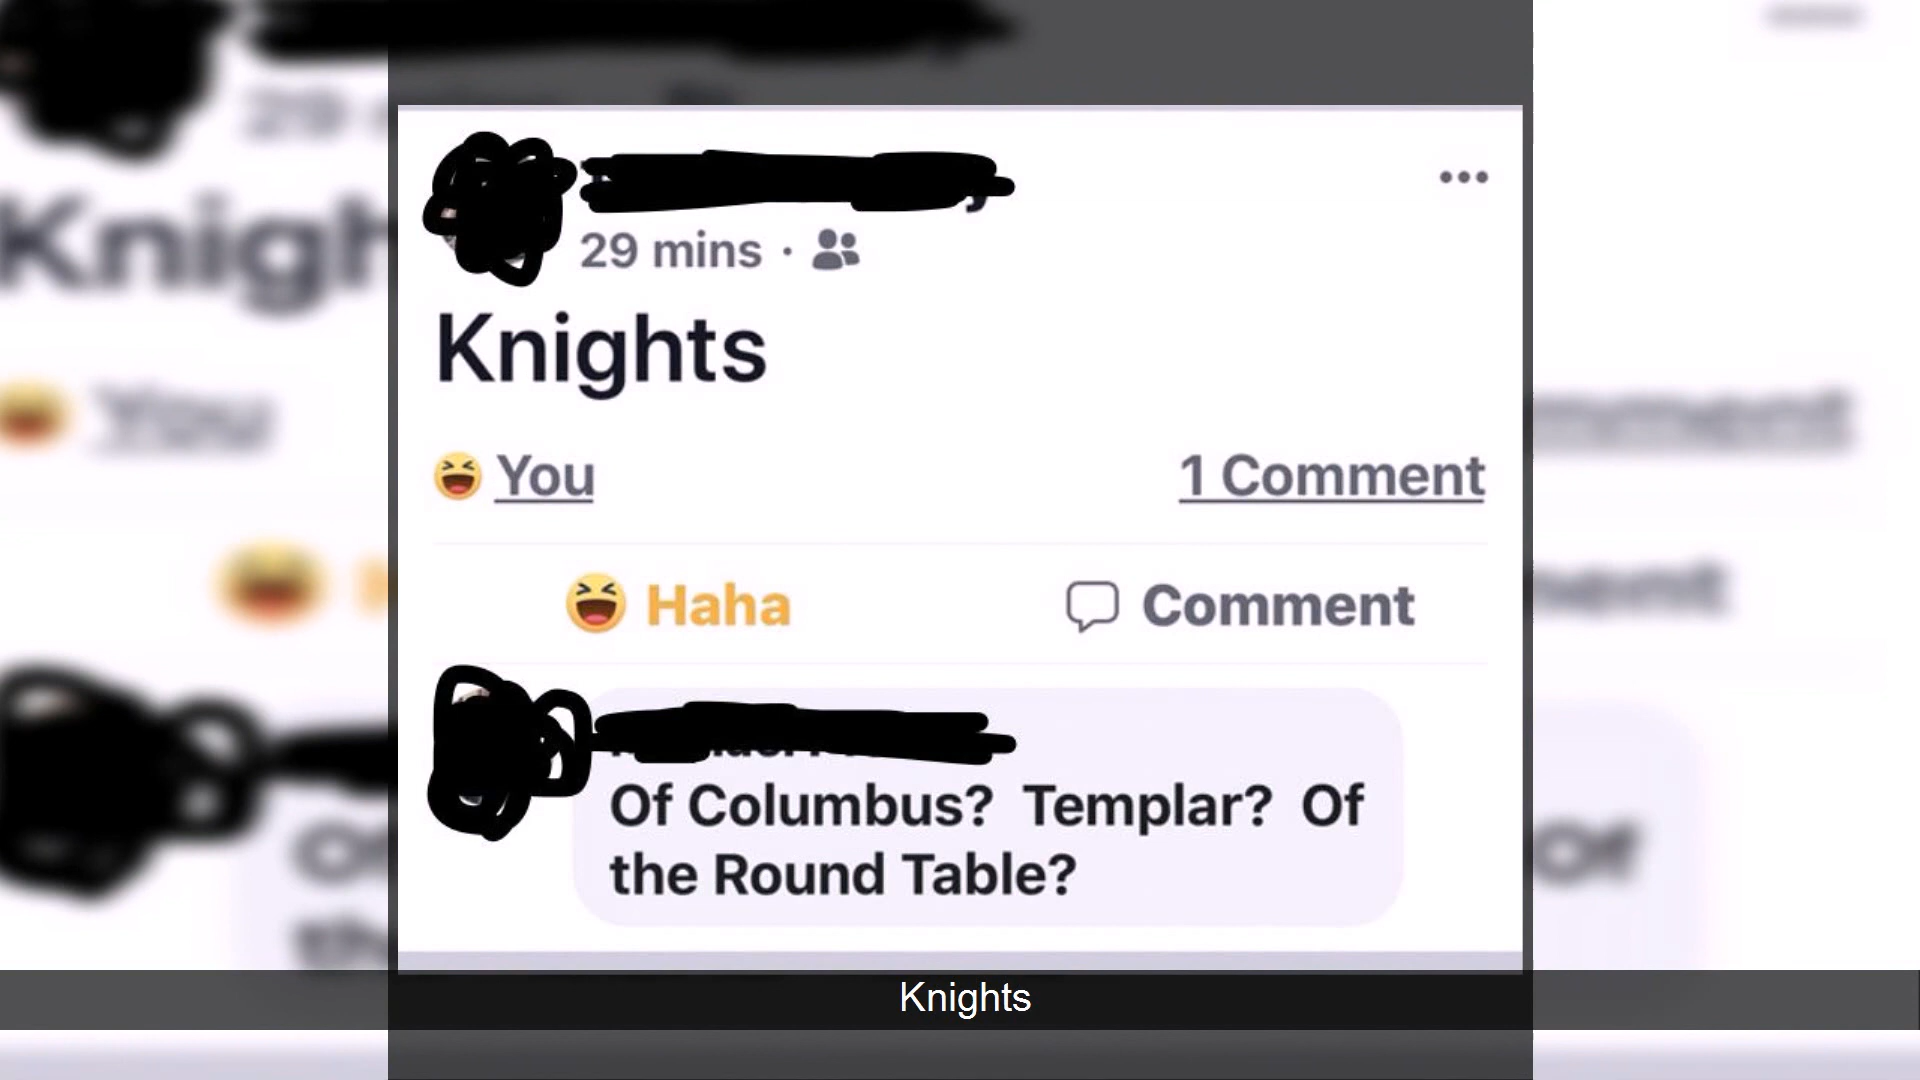 29 mins ·
Knights
You
1 Comment
Haha
Comment
Of Columbus? Templar? Of
the Round Table?
Knights